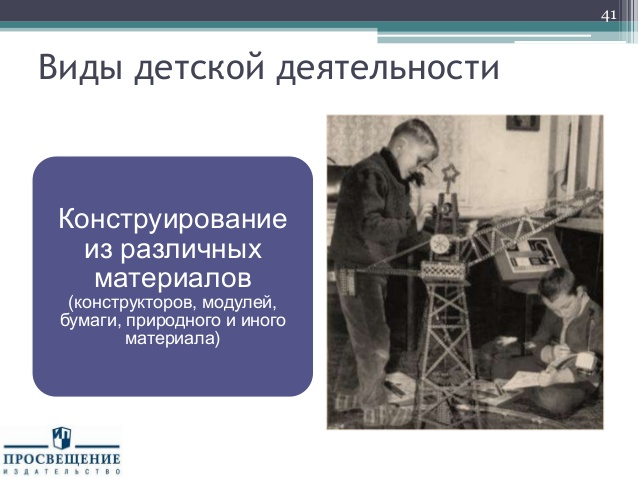 41
Виды детской деятельности
Конструирование
из различных
материалов
(конструкторов, модулей,
бумаги, природного и иного
материала)
ПРОСВЕЩЕНИЕ
ИЗДАТЕЛЬСТВО